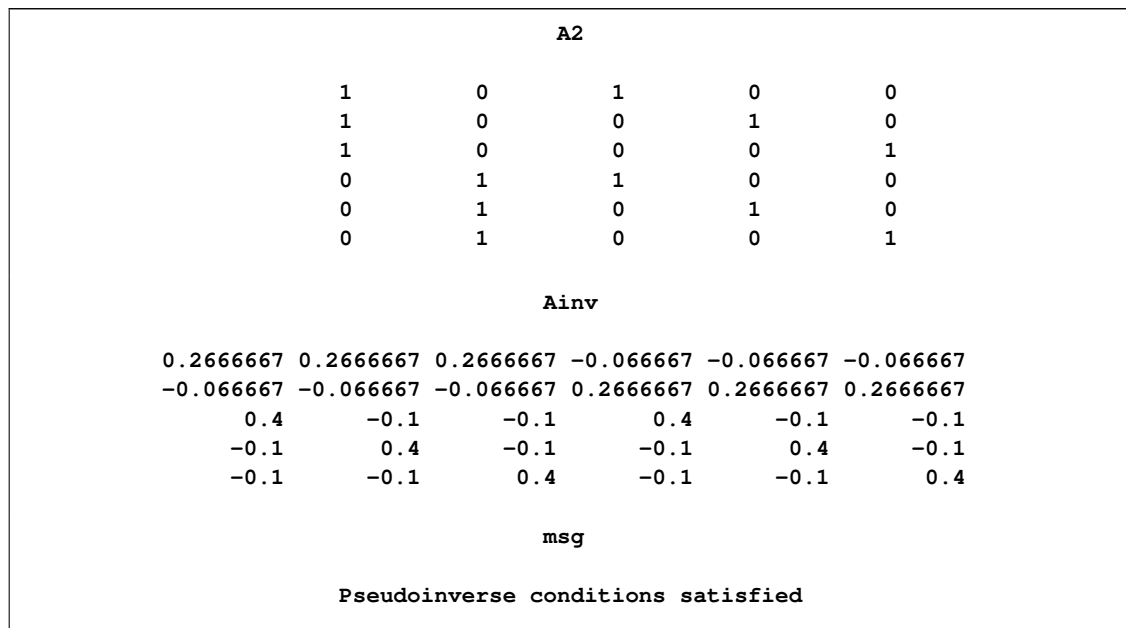 A2
1 0 1 0 0
1 0 0 1 0
1 0 0 0 1
0 1 1 0 0
0 1 0 1 0
0 1 0 0 1
Ainv
0.2666667 0.2666667 0.2666667 -0.066667 -0.066667 -0.066667
-0.066667 -0.066667 -0.066667 0.2666667 0.2666667 0.2666667
0.4 -0.1 -0.1 0.4 -0.1 -0.1
-0.1 0.4 -0.1 -0.1 0.4 -0.1
-0.1 -0.1 0.4 -0.1 -0.1 0.4
msg
Pseudoinverse conditions satisfied